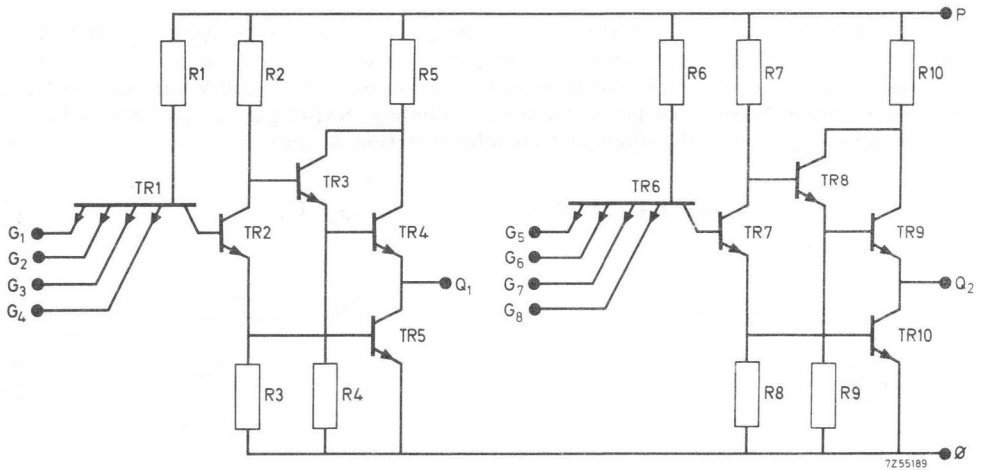 P
R1 R2 R5 R6 R7 R10
TR1 TR3 TR6 TR8
G1 TR2 TR4 G5 TR7 TR9
G2 G6
G3 Q1 G7 Q2
G4 G8
TR5 TR10
R3 R4 R8 R9
Ø
7Z55189